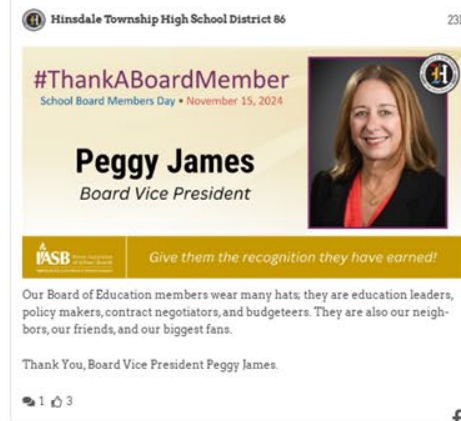 Hinsdale Township High School District 86
#ThankABoardMember
School Board Members Day • November 15, 2024
Peggy James
Board Vice President
IASB
Give them the recognition they have earned!
Our Board of Education members wear many hats; they are education leaders,
policy makers, contract negotiators, and budgeteers. They are also our neigh-
bors, our friends, and our biggest fans.
Thank You, Board Vice President Peggy James.
1 3